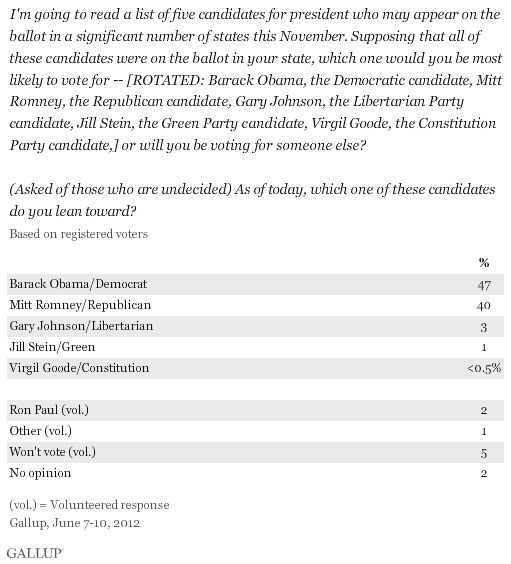 I'm going to read a list of five candidates for president who may appear on the
ballot in a significant number of states this November. Supposing that all of
these candidates were on the ballot in your state, which one would you be most
likely to vote for -- [ROTATED: Barack Obama, the Democratic candidate, Mitt
Romney, the Republican candidate, Gary Johnson, the Libertarian Party
candidate, Jill Stein, the Green Party candidate, Virgil Goode, the Constitution
Party candidate,] or will you be voting for someone else?
(Asked of those who are undecided) As of today, which one of these candidates
do you lean toward?
Based on registered voters
%
Barack Obama/Democrat 47
Mitt Romney/Republican 40
Gary Johnson/Libertarian 3
Jill Stein/Green 1
Virgil Goode/Constitution <0.5%
Ron Paul (vol.) 2
Other (vol.) 1
Won't vote (vol.) 5
No opinion 2
(vol.) = Volunteered response
Gallup, June 7-10, 2012
GALLUP®